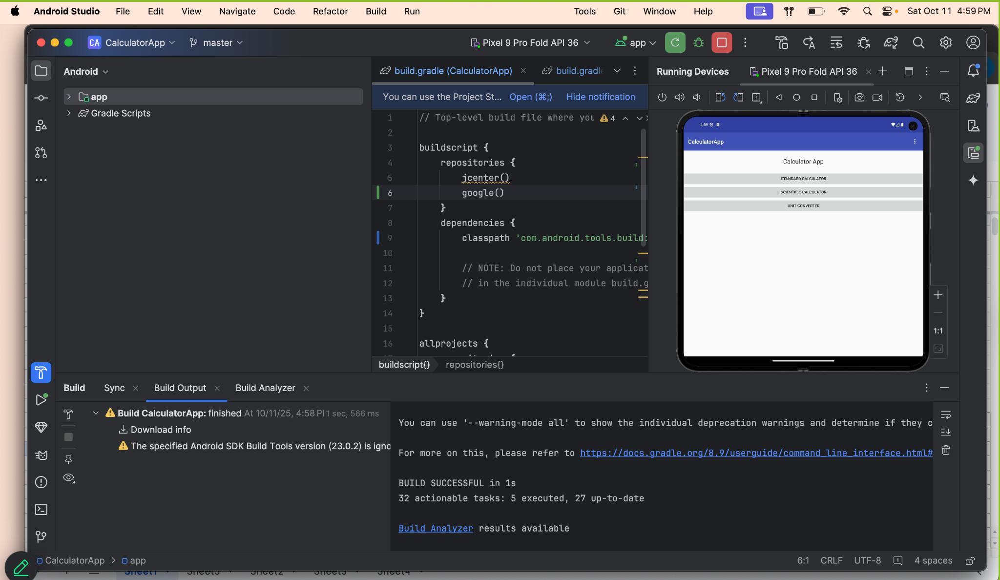 Android Studio File Edit View Navigate Code Refactor Build Run Tools Git Window Help Sat Oct 11 4:59 PM
CA CalculatorApp master Pixel 9 Pro Fold API 36 app
Android
app
Gradle Scripts
build.gradle (CalculatorApp) build.gradle
You can use the Project St... Open (⌘;) Hide notification
4
1 // Top-level build file where you
2
3 buildscript {
4 repositories {
5 jcenter()
6 google()
7 }
8 dependencies {
9 classpath 'com.android.tools.build:
10
11 // NOTE: Do not place your applicat
12 // in the individual module build.g
13 }
14 }
15
16 allprojects {
buildscript{} repositories{}
Running Devices Pixel 9 Pro Fold API 36
4:59
CalculatorApp
Calculator App
STANDARD CALCULATOR
SCIENTIFIC CALCULATOR
UNIT CONVERTER
1:1
Build Sync Build Output Build Analyzer
Build CalculatorApp: finished At 10/11/25, 4:58 PI 1 sec, 566 ms
Download info
The specified Android SDK Build Tools version (23.0.2) is igno
You can use '--warning-mode all' to show the individual deprecation warnings and determine if they c
For more on this, please refer to https://docs.gradle.org/8.9/userguide/command_line_interface.html#
BUILD SUCCESSFUL in 1s
32 actionable tasks: 5 executed, 27 up-to-date
Build Analyzer results available
CalculatorApp > app 6:1 CRLF UTF-8 4 spaces
Sheet1 Sheet5 Sheet2 Sheet3 Sheet4